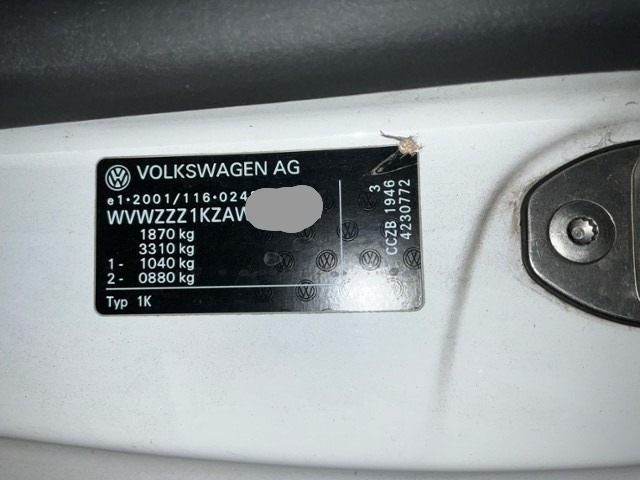 VOLKSWAGEN AG
e1*2001/116*024
WVWZZZ1KZAW
1870 kg
3310 kg
1 - 1040 kg
2 - 0880 kg
Typ 1K
3
CCZB 1946
4230772